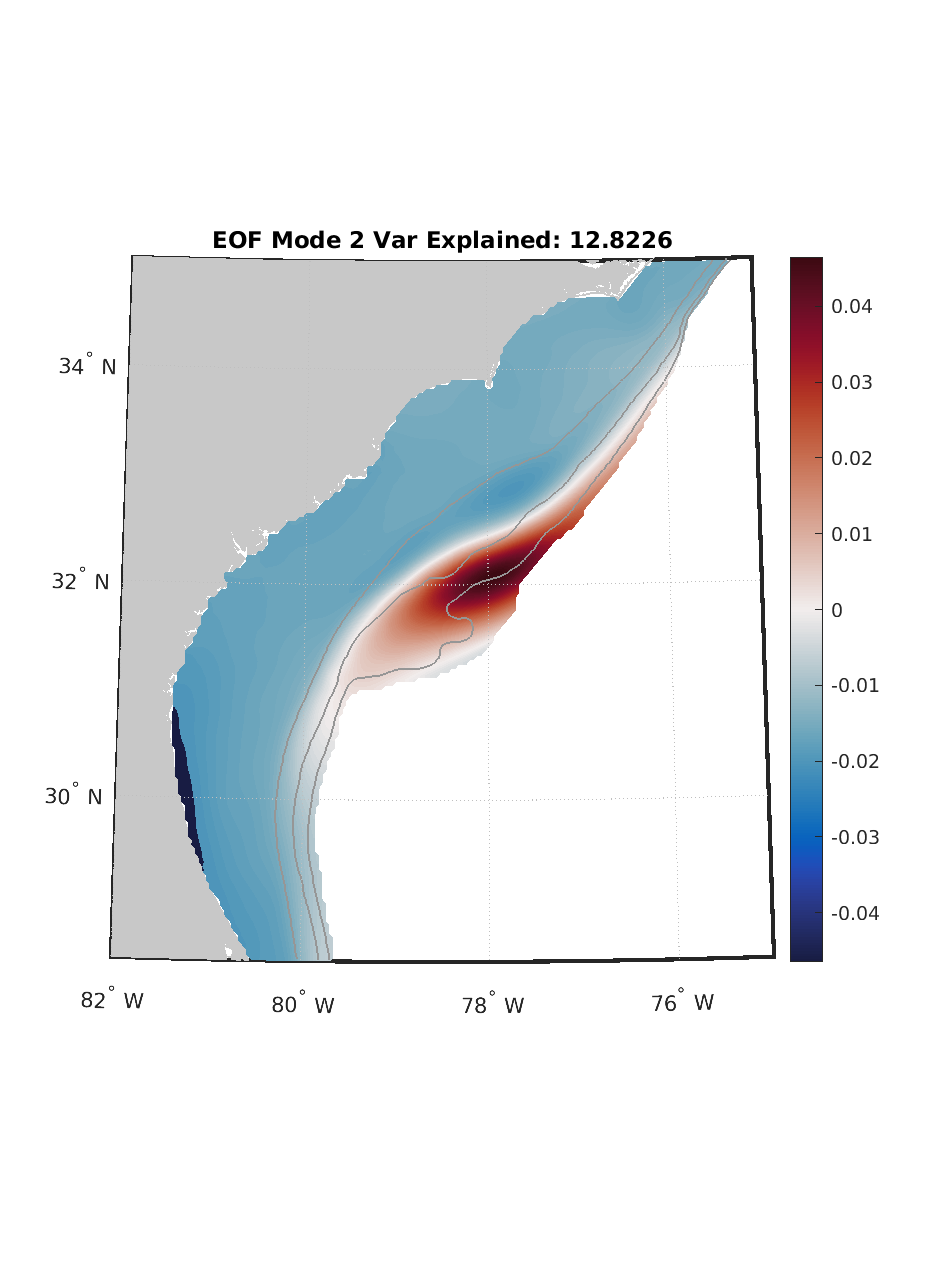 EOF Mode 2 Var Explained: 12.8226
34° N
32° N
30° N
82° W
80° W
78° W
76° W
0.04
0.03
0.02
0.01
0
-0.01
-0.02
-0.03
-0.04